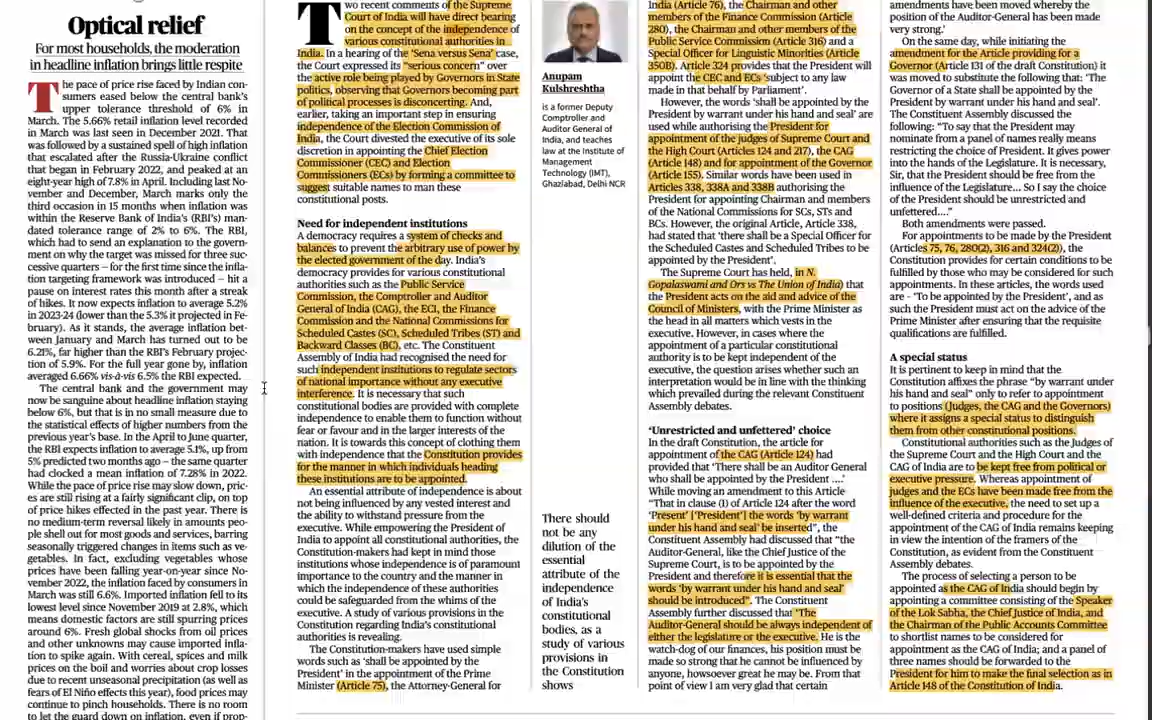 Optical relief
For most households, the moderation
in headline inflation brings little respite
The pace of price rise faced by Indian con-
sumers eased below the central bank's
upper tolerance threshold of 6% in
March. The 5.66% retail inflation level recorded
in March was last seen in December 2021. That
was followed by a sustained spell of high inflation
that escalated after the Russia-Ukraine conflict
that began in February 2022, and peaked at an
eight-year high of 7.8% in April. Including last No-
vember and December, March marks only the
third occasion in 15 months when inflation was
within the Reserve Bank of India's (RBI's) man-
dated tolerance range of 2% to 6%. The RBI,
which had to send an explanation to the govern-
ment on why the target was missed for three suc-
cessive quarters – for the first time since the infla-
tion targeting framework was introduced – hit a
pause on interest rates this month after a streak
of hikes. It now expects inflation to average 5.2%
in 2023-24 (lower than the 5.3% it projected in Fe-
bruary). As it stands, the average inflation bet-
ween January and March has turned out to be
6.21%, far higher than the RBI's February projec-
tion of 5.9%. For the full year gone by, inflation
averaged 6.66% vis-à-vis 6.5% the RBI expected.
The central bank and the government may
now be sanguine about headline inflation staying
below 6%, but that is in no small measure due to
the statistical effects of higher numbers from the
previous year's base. In the April to June quarter,
the RBI expects inflation to average 5.1%, up from
5% predicted two months ago – the same quarter
had clocked a mean inflation of 7.28% in 2022.
While the pace of price rise may slow down, pric-
es are still rising at a fairly significant clip, on top
of price hikes effected in the past year. There is
no medium-term reversal likely in amounts peo-
ple shell out for most goods and services, barring
seasonally triggered changes in items such as ve-
getables. In fact, excluding vegetables whose
prices have been falling year-on-year since No-
vember 2022, the inflation faced by consumers in
March was still 6.6%. Imported inflation fell to its
lowest level since November 2019 at 2.8%, which
means domestic factors are still spurring prices
around 6%. Fresh global shocks from oil prices
and other unknowns may cause imported infla-
tion to spike again. With cereal, spices and milk
prices on the boil and worries about crop losses
due to recent unseasonal precipitation (as well as
fears of El Niño effects this year), food prices may
continue to pinch households. There is no room
to let the guard down on inflation, even if prop-
Two recent comments of the Supreme
Court of India will have direct bearing
on the concept of the independence of
various constitutional authorities in
India. In a hearing of the 'Sena versus Sena' case,
the Court expressed its "serious concern" over
the active role being played by Governors in State
politics, observing that Governors becoming part
of political processes is disconcerting. And,
earlier, taking an important step in ensuring
independence of the Election Commission of
India, the Court divested the executive of its sole
discretion in appointing the Chief Election
Commissioner (CEC) and Election
Commissioners (ECs) by forming a committee to
suggest suitable names to man these
constitutional posts.
Need for independent institutions
A democracy requires a system of checks and
balances to prevent the arbitrary use of power by
the elected government of the day. India's
democracy provides for various constitutional
authorities such as the Public Service
Commission, the Comptroller and Auditor
General of India (CAG), the ECI, the Finance
Commission and the National Commissions for
Scheduled Castes (SC), Scheduled Tribes (ST) and
Backward Classes (BC), etc. The Constituent
Assembly of India had recognised the need for
such independent institutions to regulate sectors
of national importance without any executive
interference. It is necessary that such
constitutional bodies are provided with complete
independence to enable them to function without
fear or favour and in the larger interests of the
nation. It is towards this concept of clothing them
with independence that the Constitution provides
for the manner in which individuals heading
these institutions are to be appointed.
An essential attribute of independence is about
not being influenced by any vested interest and
the ability to withstand pressure from the
executive. While empowering the President of
India to appoint all constitutional authorities, the
Constitution-makers had kept in mind those
institutions whose independence is of paramount
importance to the country and the manner in
which the independence of these authorities
could be safeguarded from the whims of the
executive. A study of various provisions in the
Constitution regarding India's constitutional
authorities is revealing.
The Constitution-makers have used simple
words such as 'shall be appointed by the
President' in the appointment of the Prime
Minister (Article 75), the Attorney-General for
Anupam
Kulshreshtha
is a former Deputy
Comptroller and
Auditor General of
India, and teaches
law at the Institute of
Management
Technology (IMT),
Ghaziabad, Delhi NCR
There should
not be any
dilution of the
essential
attribute of the
independence
of India's
constitutional
bodies, as a
study of various
provisions in
the Constitution
shows
India (Article 76), the Chairman and other
members of the Finance Commission (Article
280), the Chairman and other Members of the
Public Service Commission (Article 316) and a
Special Officer for Linguistic Minorities (Article
350B). Article 324 provides that the President will
appoint the CEC and ECs 'subject to any law
made in that behalf by Parliament'.
However, the words 'shall be appointed by the
President by warrant under his hand and seal' are
used while authorising the President for
appointment of the judges of Supreme Court and
the High Court (Articles 124 and 217), the CAG
(Article 148) and for appointment of the Governor
(Article 155). Similar words have been used in
Articles 338, 338A and 338B authorising the
President for appointing Chairman and members
of the National Commissions for SCs, STs and
BCs. However, the original Article, Article 338,
had stated that 'there shall be a Special Officer for
the Scheduled Castes and Scheduled Tribes to be
appointed by the President'.
The Supreme Court has held, in N.
Gopalaswami and Ors vs The Union of India) that
the President acts on the aid and advice of the
Council of Ministers, with the Prime Minister as
the head in all matters which vests in the
executive. However, in cases where the
appointment of a particular constitutional
authority is to be kept independent of the
executive, the question arises whether such an
interpretation would be in line with the thinking
which prevailed during the relevant Constituent
Assembly debates.
'Unrestricted and unfettered' choice
In the draft Constitution, the article for
appointment of the CAG (Article 124) had
provided that 'There shall be an Auditor General
who shall be appointed by the President ....'
While moving an amendment to this Article
"That in clause (1) of Article 124 after the word
'Present' ['President'] the words 'by warrant
under his hand and seal' be inserted", the
Constituent Assembly had discussed that "the
Auditor-General, like the Chief Justice of the
Supreme Court, is to be appointed by the
President and therefore it is essential that the
words 'by warrant under his hand and seal'
should be introduced". The Constituent
Assembly further discussed that 'The
Auditor-General should be always independent of
either the legislature or the executive. He is the
watch-dog of our finances, his position must be
made so strong that he cannot be influenced by
anyone, howsoever great he may be. From that
point of view I am very glad that certain
amendments have been moved whereby the
position of the Auditor-General has been made
very strong.'
On the same day, while initiating the
amendment for the Article providing for a
Governor (Article 131 of the draft Constitution) it
was moved to substitute the following that: 'The
Governor of a State shall be appointed by the
President by warrant under his hand and seal'.
The Constituent Assembly discussed the
following: "To say that the President may
nominate from a panel of names really means
restricting the choice of President. It gives power
into the hands of the Legislature. It is necessary,
Sir, that the President should be free from the
influence of the Legislature... So I say the choice
of the President should be unrestricted and
unfettered...."
Both amendments were passed.
For appointments to be made by the President
(Articles 75, 76, 280(2), 316 and 324(2)), the
Constitution provides for certain conditions to be
fulfilled by those who may be considered for such
appointments. In these articles, the words used
are - 'To be appointed by the President', and as
such the President must act on the advice of the
Prime Minister after ensuring that the requisite
qualifications are fulfilled.
A special status
It is pertinent to keep in mind that the
Constitution affixes the phrase "by warrant under
his hand and seal" only to refer to appointment
to positions (Judges, the CAG and the Governors)
where it assigns a special status to distinguish
them from other constitutional positions.
Constitutional authorities such as the Judges of
the Supreme Court and the High Court and the
CAG of India are to be kept free from political or
executive pressure. Whereas appointment of
judges and the ECs have been made free from the
influence of the executive, the need to set up a
well-defined criteria and procedure for the
appointment of the CAG of India remains keeping
in view the intention of the framers of the
Constitution, as evident from the Constituent
Assembly debates.
The process of selecting a person to be
appointed as the CAG of India should begin by
appointing a committee consisting of the Speaker
of the Lok Sabha, the Chief Justice of India, and
the Chairman of the Public Accounts Committee
to shortlist names to be considered for
appointment as the CAG of India; and a panel of
three names should be forwarded to the
President for him to make the final selection as in
Article 148 of the Constitution of India.